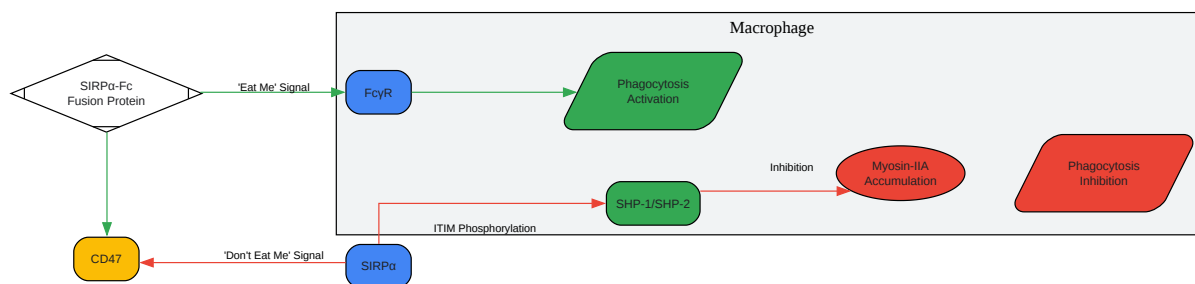 Macrophage
SIRPα-Fc
Fusion Protein
'Eat Me' Signal
FcγR
Phagocytosis
Activation
Inhibition
Myosin-IIA
Accumulation
Phagocytosis
Inhibition
SHP-1/SHP-2
ITIM Phosphorylation
CD47
'Don't Eat Me' Signal
SIRPα